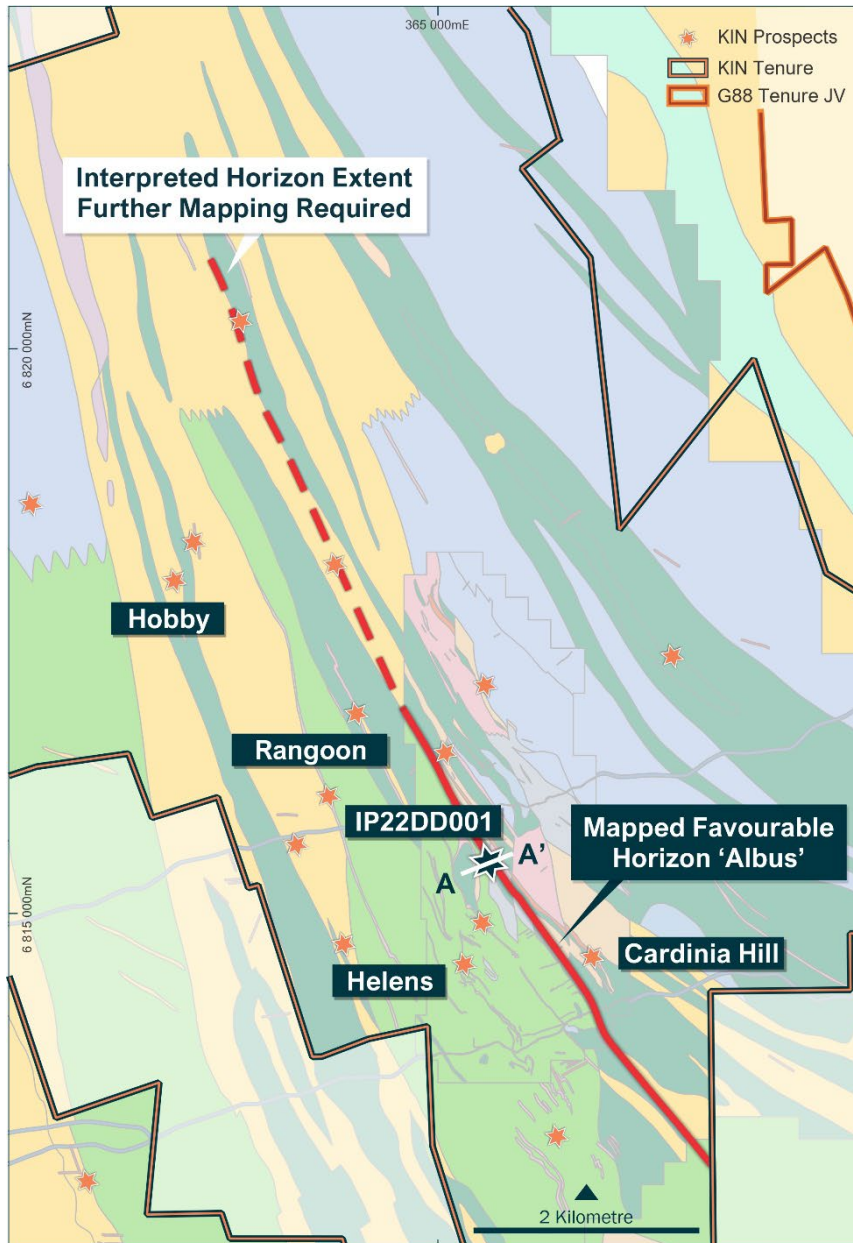 365 000mE
KIN Prospects
KIN Tenure
G88 Tenure JV
Interpreted Horizon Extent
Further Mapping Required
6 820 000mN
Hobby
Rangoon
IP22DD001
Mapped Favourable
Horizon ‘Albus’
A
A’
6 815 000mN
Cardinia Hill
Helens
2 Kilometre